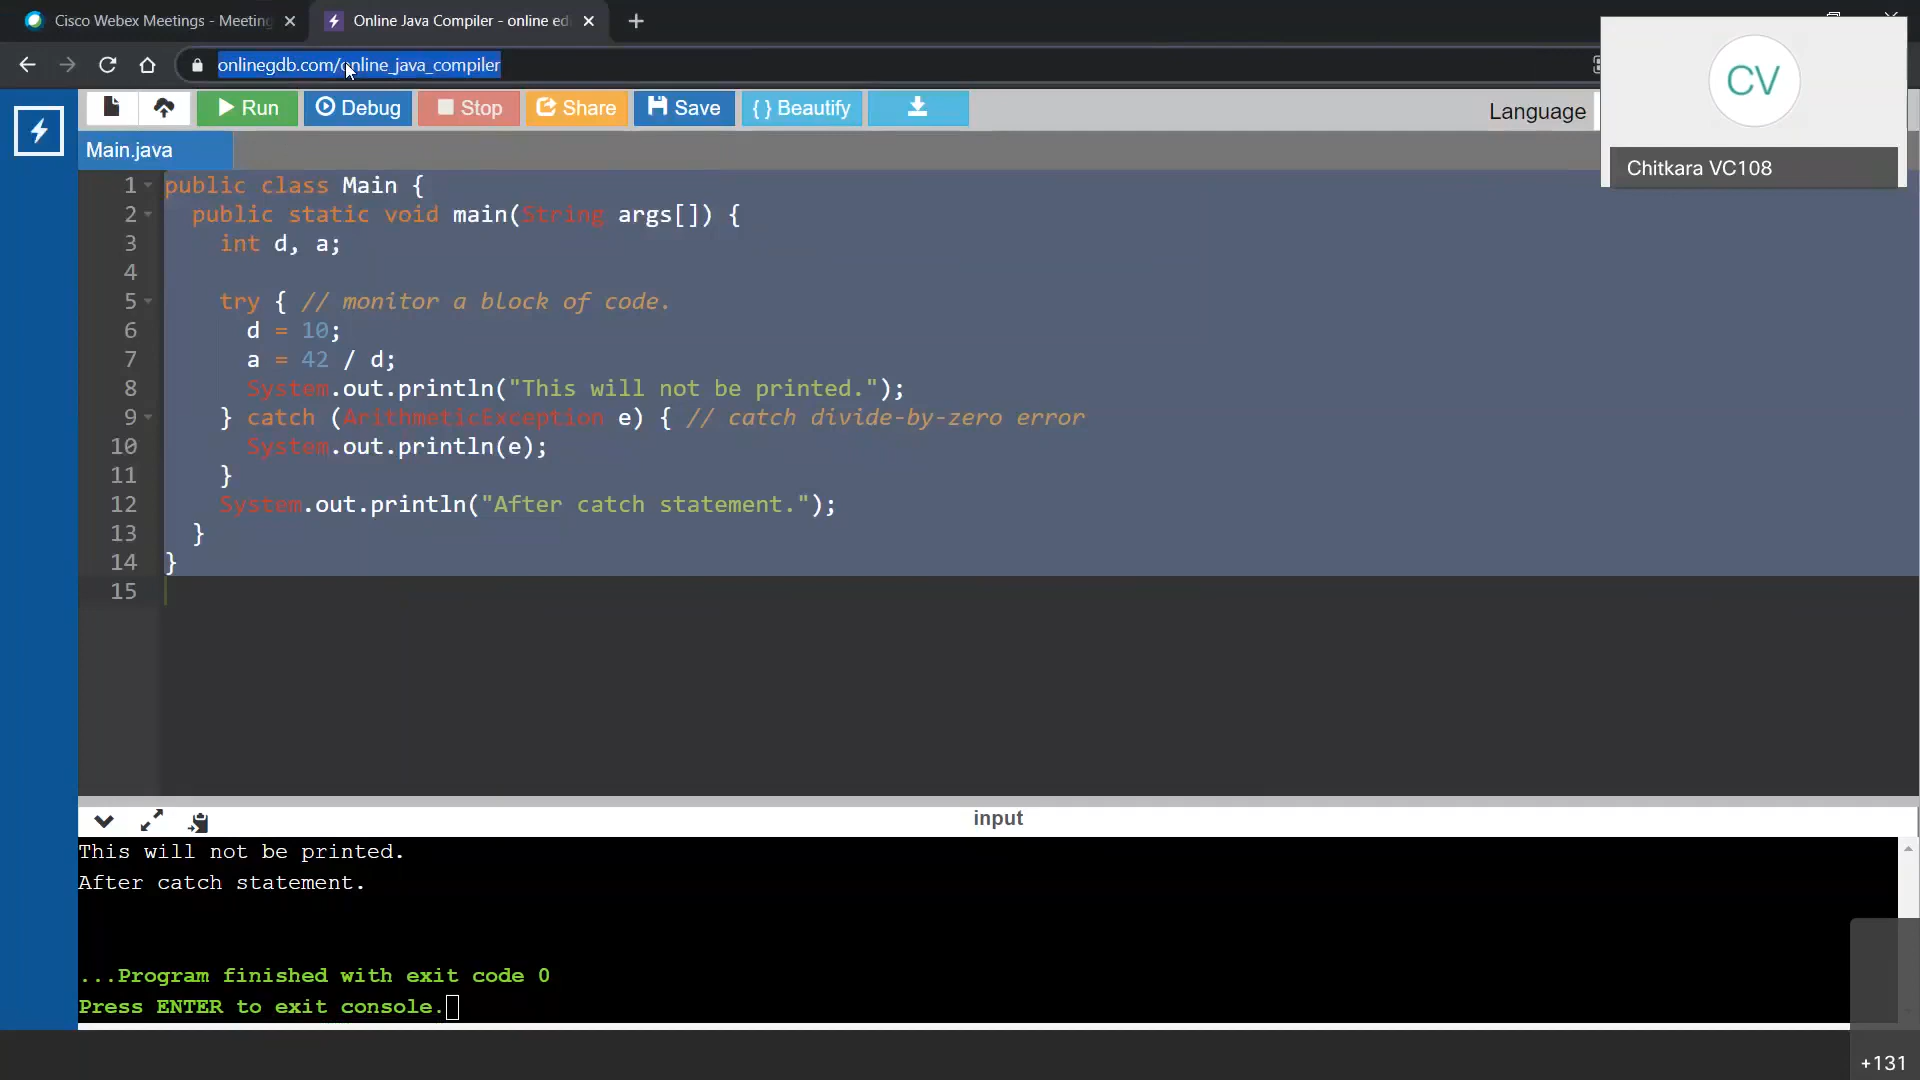 Cisco Webex Meetings - Meeting
Online Java Compiler - online ed
onlinegdb.com/online_java_compiler
Run Debug Stop Share Save { } Beautify
Language
CV
Chitkara VC108
Main.java
1 public class Main {
2 public static void main(String args[]) {
3 int d, a;
4
5 try { // monitor a block of code.
6 d = 10;
7 a = 42 / d;
8 System.out.println("This will not be printed.");
9 } catch (ArithmeticException e) { // catch divide-by-zero error
10 System.out.println(e);
11 }
12 System.out.println("After catch statement.");
13 }
14 }
15
input
This will not be printed.
After catch statement.
...Program finished with exit code 0
Press ENTER to exit console.
+131